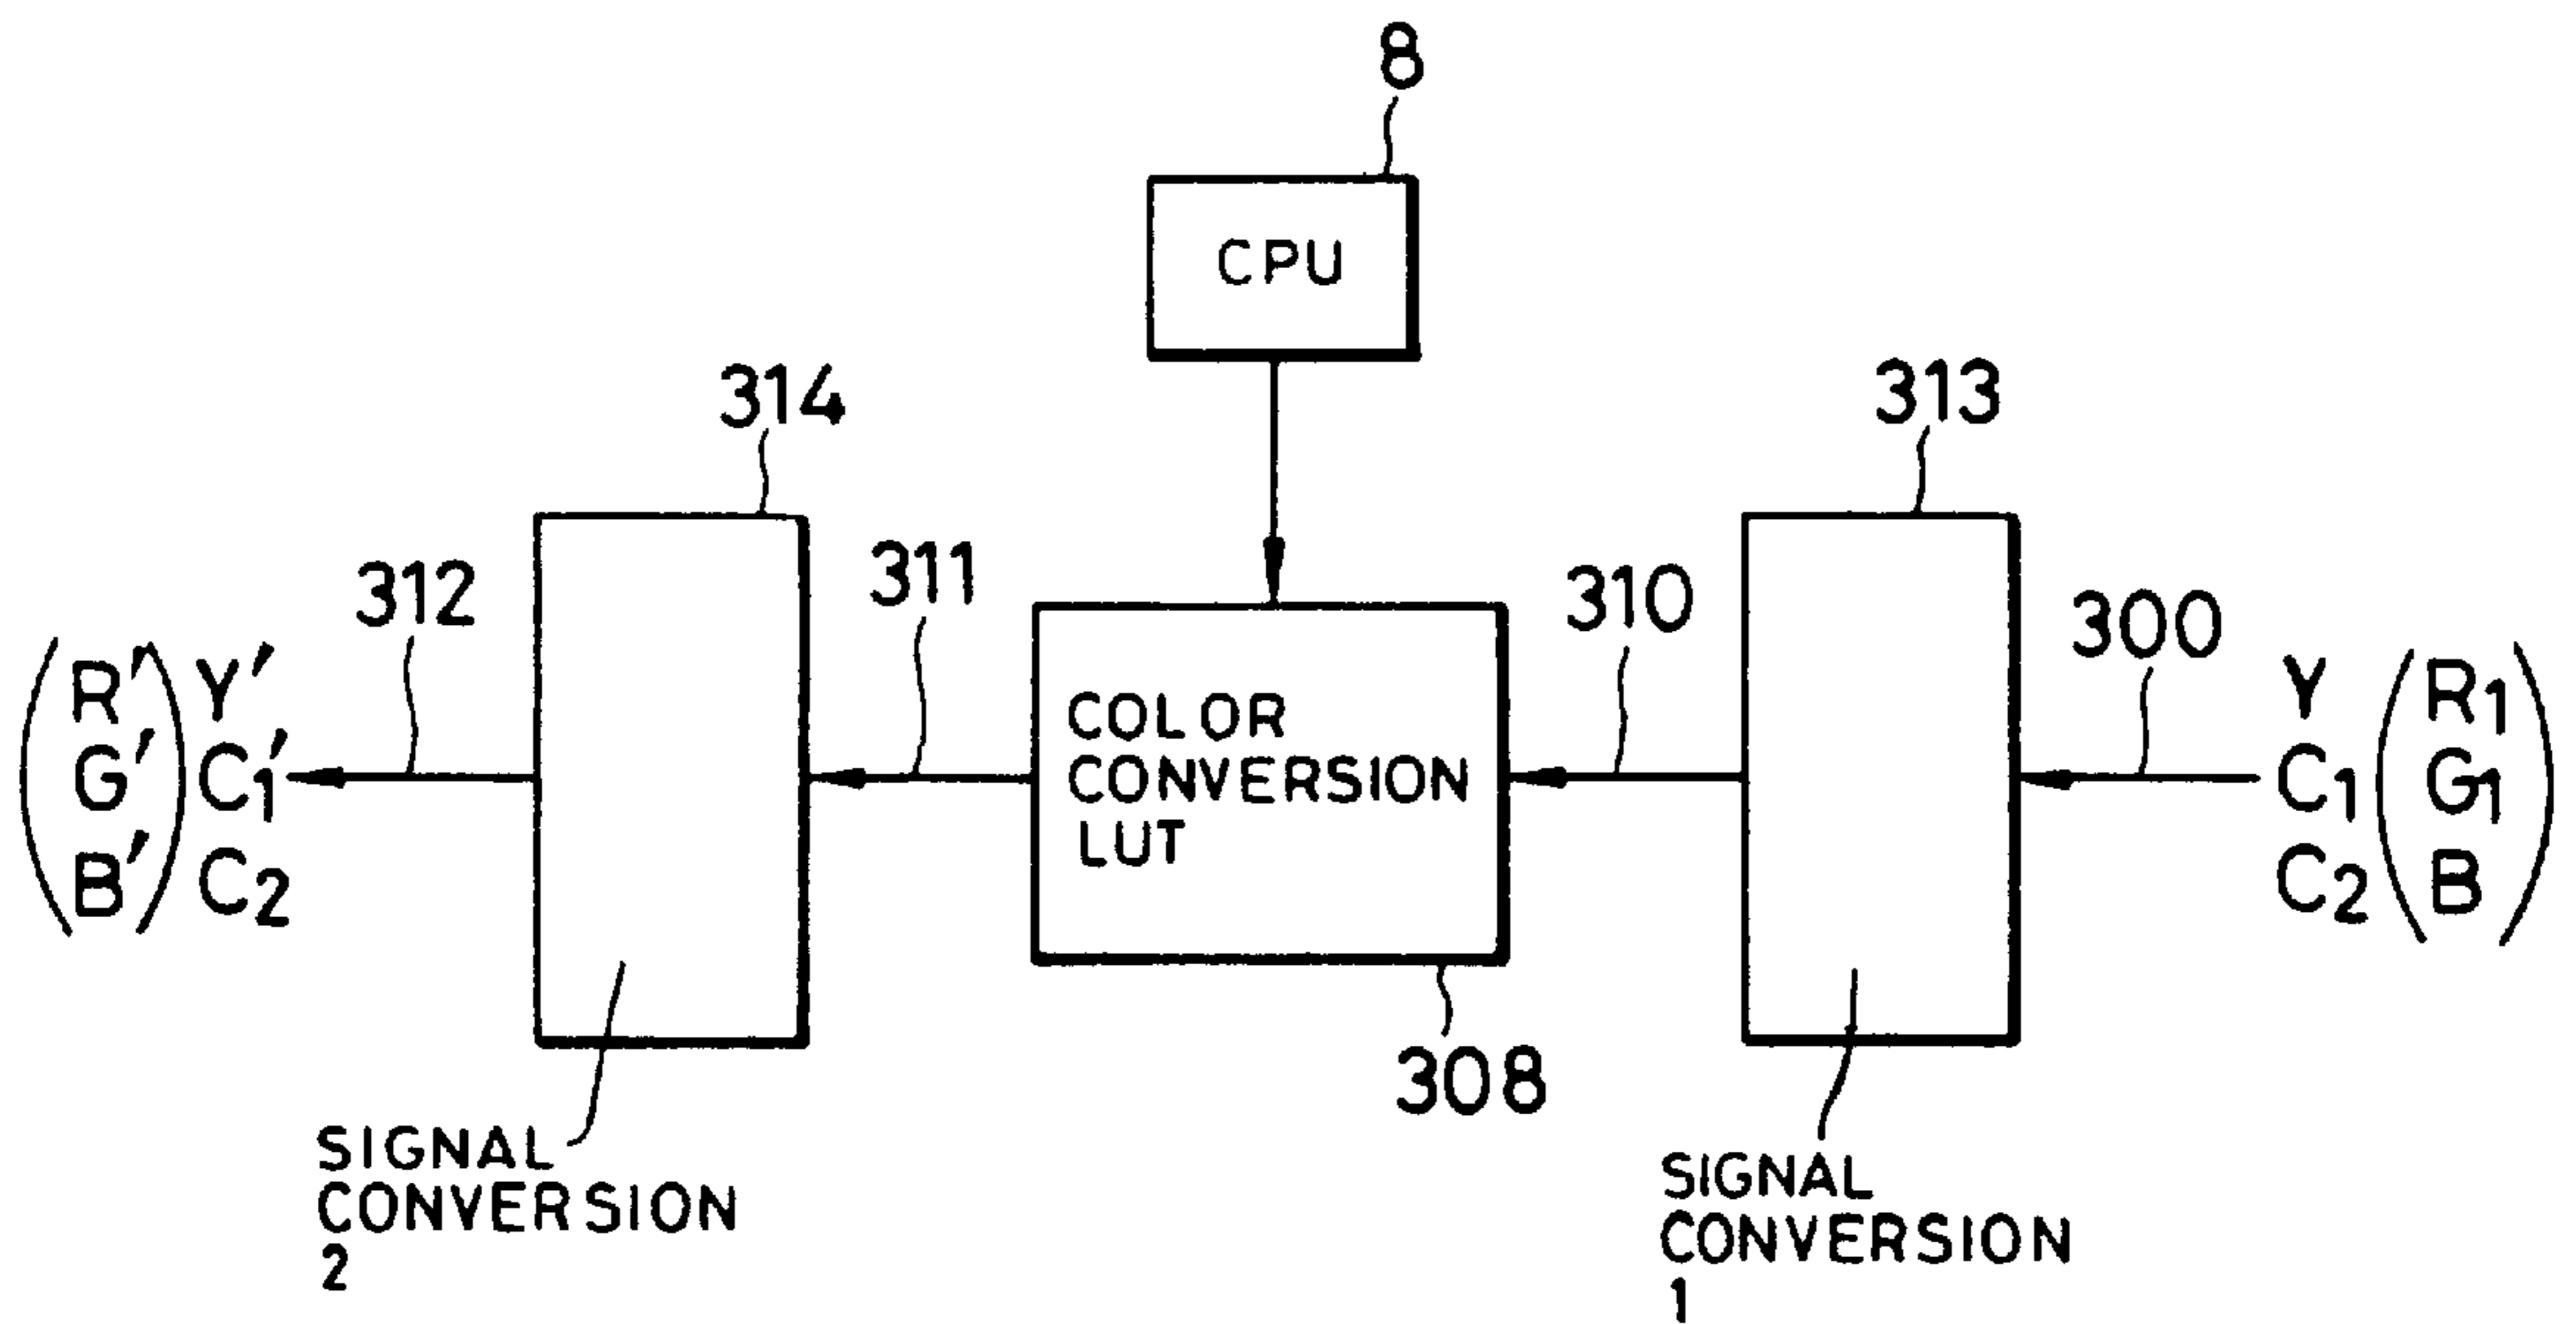 8
CPU
314
313
312
311
310
300
R' Y'
G' C1'
B' C2
COLOR
CONVERSION
LUT
Y R1
C1 G1
C2 B
308
SIGNAL
CONVERSION
2
SIGNAL
CONVERSION
1